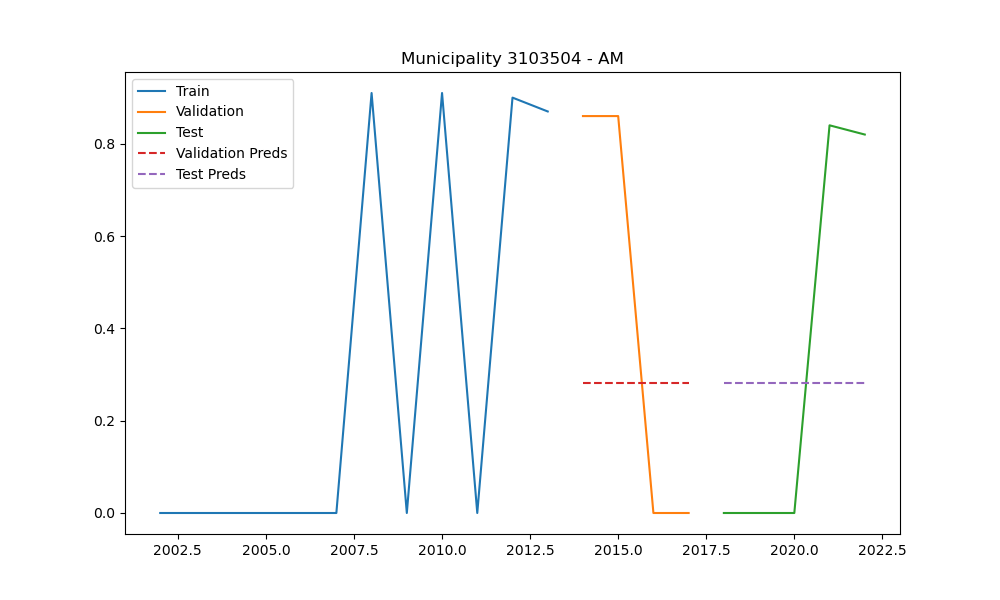 Municipality 3103504 - AM
Train
Validation
Test
Validation Preds
Test Preds
0.8
0.6
0.4
0.2
0.0
2002.5 2005.0 2007.5 2010.0 2012.5 2015.0 2017.5 2020.0 2022.5